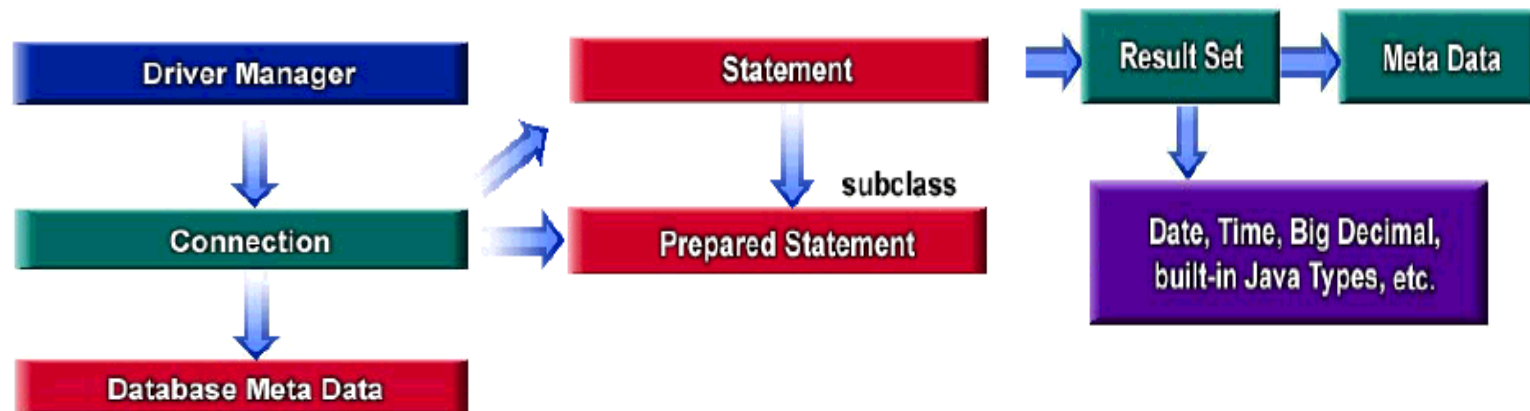 Driver Manager
Connection
Database Meta Data
Statement
subclass
Prepared Statement
Result Set
Meta Data
Date, Time, Big Decimal,
built-in Java Types, etc.